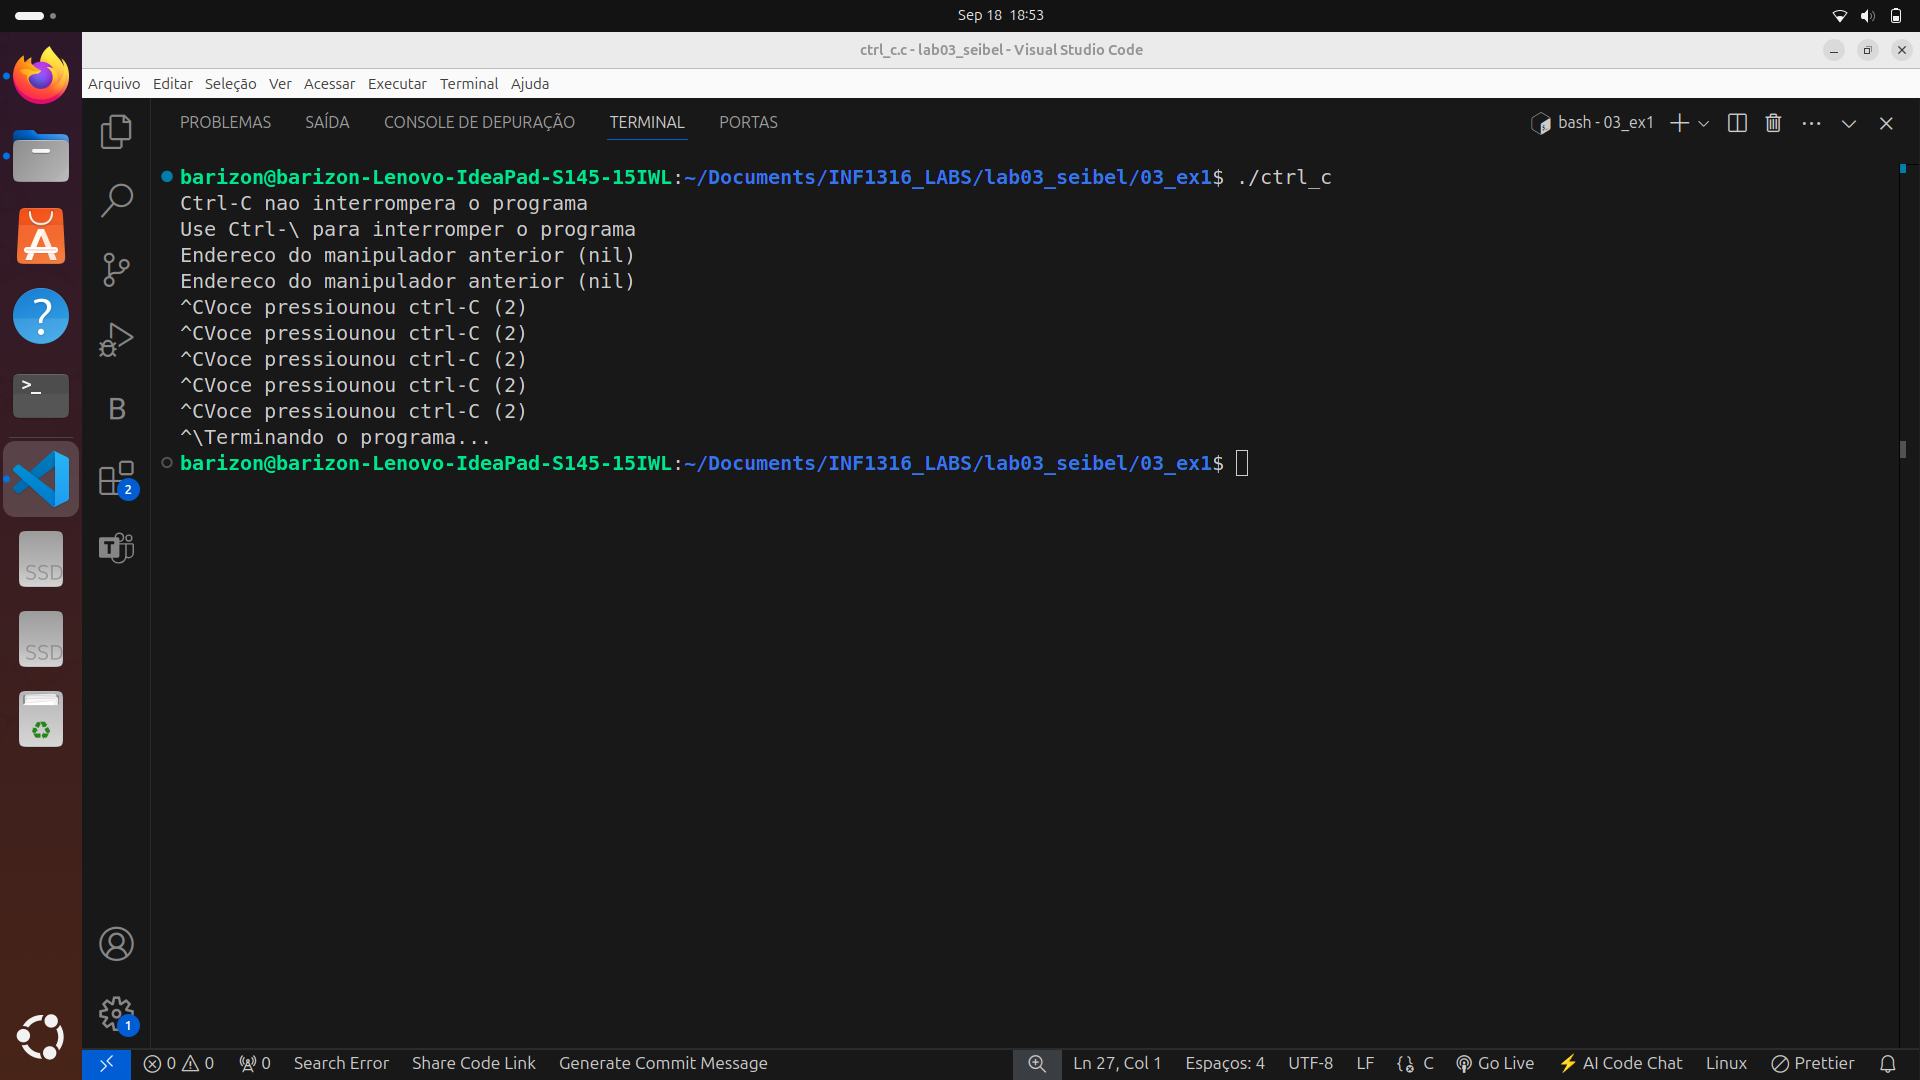 Sep 18 18:53
ctrl_c.c - lab03_seibel - Visual Studio Code
Arquivo Editar Seleção Ver Acessar Executar Terminal Ajuda
PROBLEMAS SAÍDA CONSOLE DE DEPURAÇÃO TERMINAL PORTAS
bash - 03_ex1
barizon@barizon-Lenovo-IdeaPad-S145-15IWL:~/Documents/INF1316_LABS/lab03_seibel/03_ex1$ ./ctrl_c
Ctrl-C nao interrompera o programa
Use Ctrl-\ para interromper o programa
Endereco do manipulador anterior (nil)
Endereco do manipulador anterior (nil)
^CVoce pressiounou ctrl-C (2)
^CVoce pressiounou ctrl-C (2)
^CVoce pressiounou ctrl-C (2)
^CVoce pressiounou ctrl-C (2)
^CVoce pressiounou ctrl-C (2)
^\Terminando o programa...
barizon@barizon-Lenovo-IdeaPad-S145-15IWL:~/Documents/INF1316_LABS/lab03_seibel/03_ex1$
>_
B
2
T
SSD
SSD
1
0 0 0 Search Error Share Code Link Generate Commit Message
Ln 27, Col 1 Espaços: 4 UTF-8 LF {} C Go Live AI Code Chat Linux Prettier